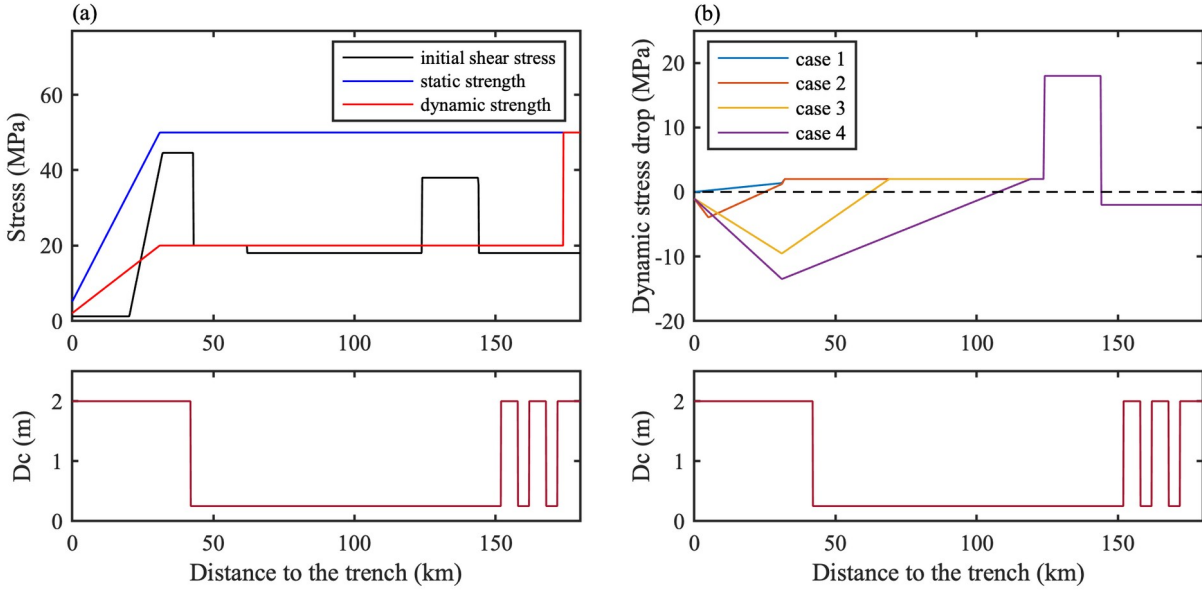 (a)
Stress (MPa)
60
40
20
0
initial shear stress
static strength
dynamic strength
0
50
100
150
Dc (m)
2
1
0
0
50
100
150
Distance to the trench (km)
(b)
Dynamic stress drop (MPa)
20
10
0
-10
-20
case 1
case 2
case 3
case 4
0
50
100
150
Dc (m)
2
1
0
0
50
100
150
Distance to the trench (km)